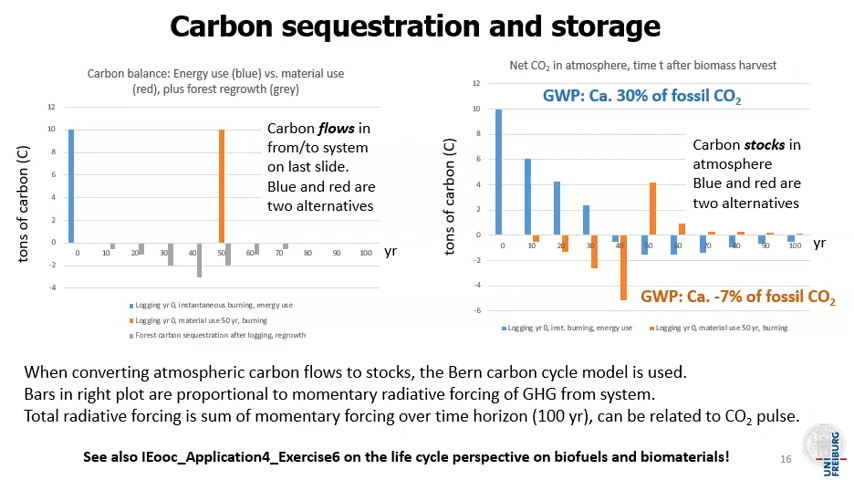 Carbon sequestration and storage
Carbon balance: Energy use (blue) vs. material use
(red), plus forest regrowth (grey)
tons of carbon (C)
12
10
8
6
4
2
0
-2
-4
0 10 20 30 40 50 60 70 80 90 100
yr
Carbon flows in
from/to system
on last slide.
Blue and red are
two alternatives
Logging yr 0, instantaneous burning, energy use
Logging yr 0, material use 50 yr, burning
Forest carbon sequestration after logging, regrowth
Net CO₂ in atmosphere, time t after biomass harvest
tons of carbon (C)
12
10
8
6
4
2
0
-2
-4
-6
GWP: Ca. 30% of fossil CO₂
Carbon stocks in
atmosphere
Blue and red are
two alternatives
0 10 20 30 40 50 60 70 80 90 100
yr
GWP: Ca. -7% of fossil CO₂
Logging yr 0, inst. burning, energy use
Logging yr 0, material use 50 yr, burning
When converting atmospheric carbon flows to stocks, the Bern carbon cycle model is used.
Bars in right plot are proportional to momentary radiative forcing of GHG from system.
Total radiative forcing is sum of momentary forcing over time horizon (100 yr), can be related to CO₂ pulse.
See also IEooc_Application4_Exercise6 on the life cycle perspective on biofuels and biomaterials!
16
UNI
FREIBURG